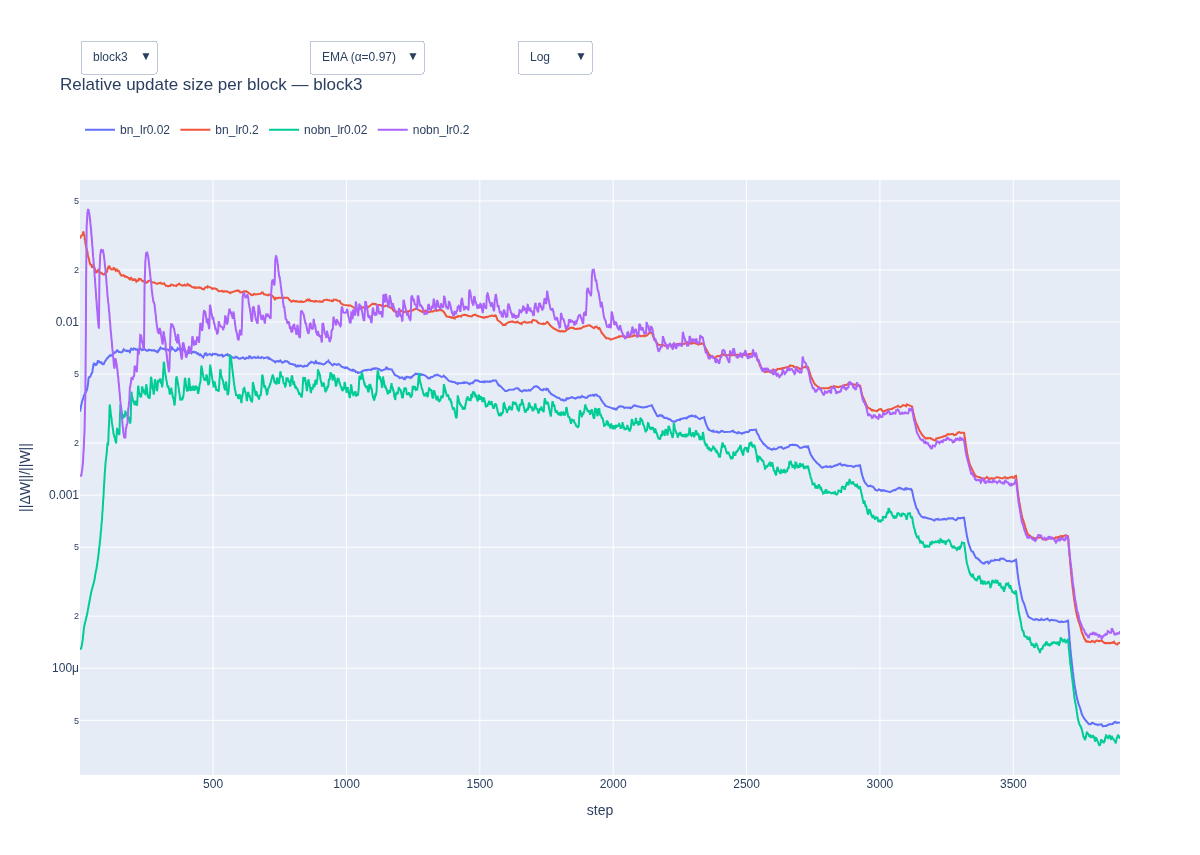 block3 ▼ EMA (α=0.97) ▼ Log ▼
Relative update size per block — block3
bn_lr0.02 bn_lr0.2 nobn_lr0.02 nobn_lr0.2
5
2
0.01
5
2
0.001
5
2
100μ
5
||ΔW||/||W||
500 1000 1500 2000 2500 3000 3500
step